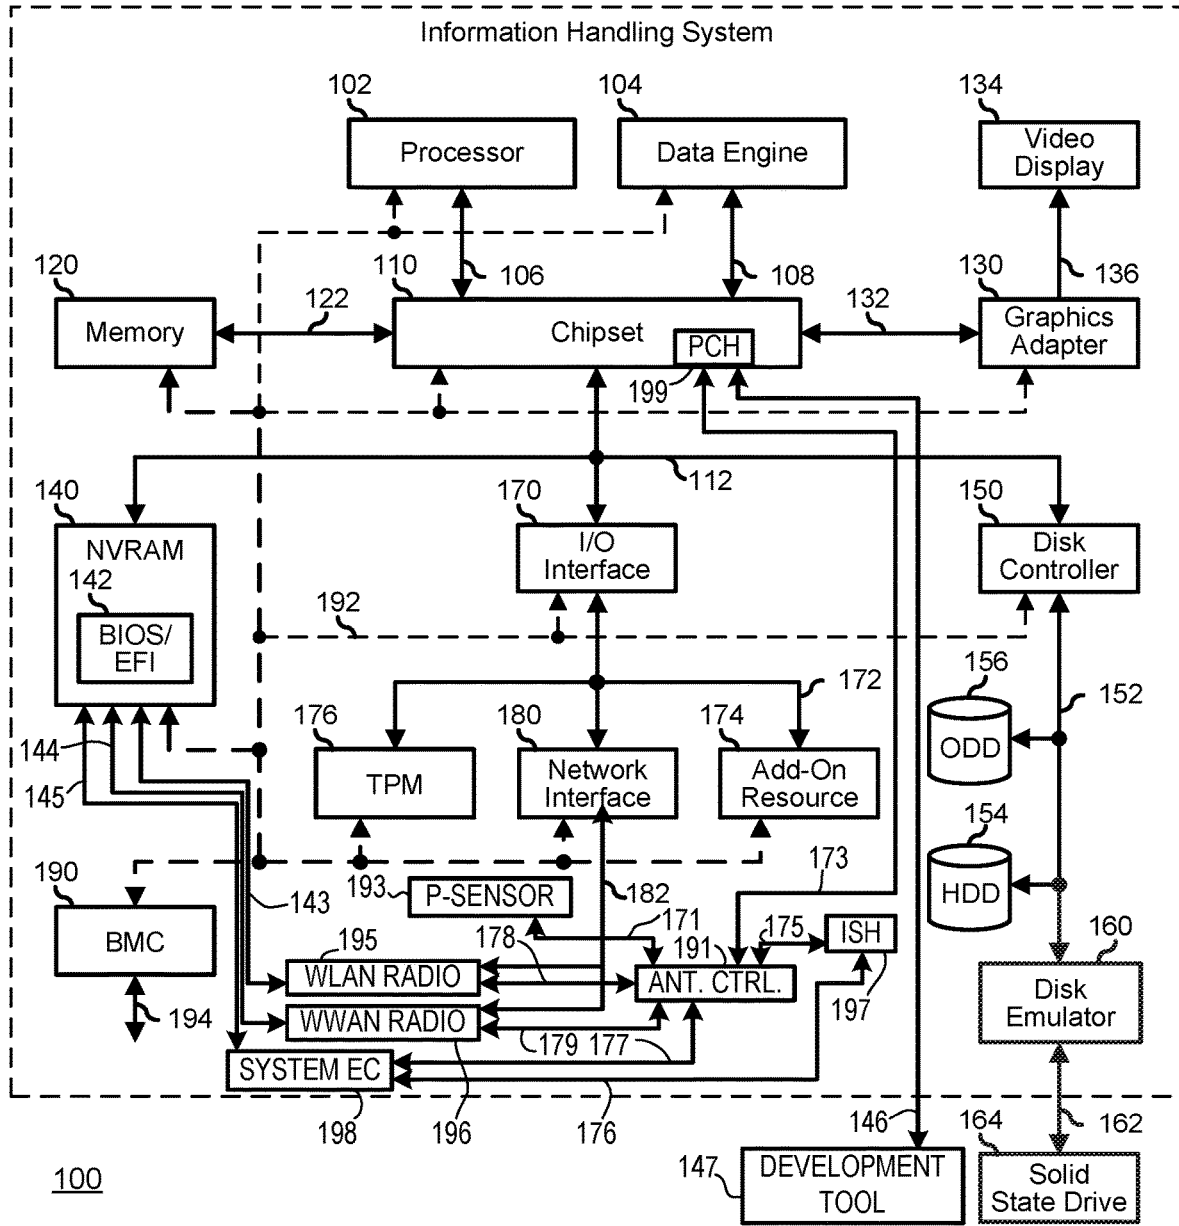 Information Handling System
102
104
134
Processor
Data Engine
Video
Display
106
108
136
120
110
130
122
132
Memory
Chipset
PCH
Graphics
Adapter
199
112
140
170
150
NVRAM
I/O
Interface
Disk
Controller
142
BIOS/
EFI
192
172
156
152
144
176
180
174
ODD
145
TPM
Network
Interface
Add-On
Resource
154
190
193
P-SENSOR
182
173
HDD
143
171
175
ISH
BMC
195
178
191
160
WLAN RADIO
ANT. CTRL.
197
194
WWAN RADIO
Disk
Emulator
179
177
SYSTEM EC
198
196
176
146
164
162
100
147
DEVELOPMENT
TOOL
Solid
State Drive